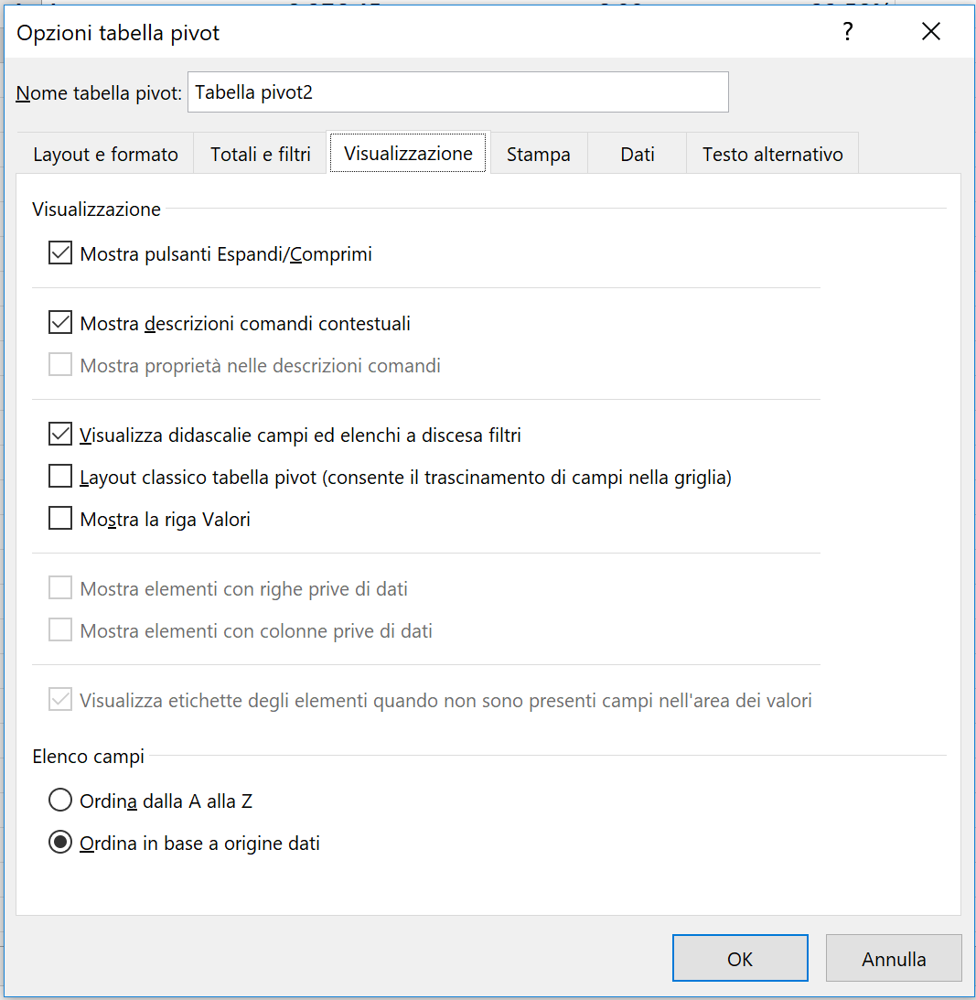 Opzioni tabella pivot
?
Nome tabella pivot: Tabella pivot2
Layout e formato Totali e filtri Visualizzazione Stampa Dati Testo alternativo
Visualizzazione
Mostra pulsanti Espandi/Comprimi
Mostra descrizioni comandi contestuali
Mostra proprietà nelle descrizioni comandi
Visualizza didascalie campi ed elenchi a discesa filtri
Layout classico tabella pivot (consente il trascinamento di campi nella griglia)
Mostra la riga Valori
Mostra elementi con righe prive di dati
Mostra elementi con colonne prive di dati
Visualizza etichette degli elementi quando non sono presenti campi nell'area dei valori
Elenco campi
Ordina dalla A alla Z
Ordina in base a origine dati
OK Annulla